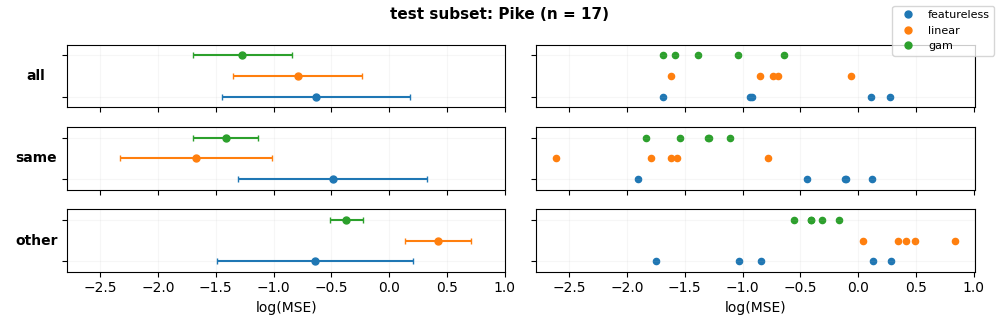 test subset: Pike (n = 17)
featureless
linear
gam
all
same
other
−2.5 −2.0 −1.5 −1.0 −0.5 0.0 0.5 1.0
−2.5 −2.0 −1.5 −1.0 −0.5 0.0 0.5 1.0
log(MSE)
log(MSE)